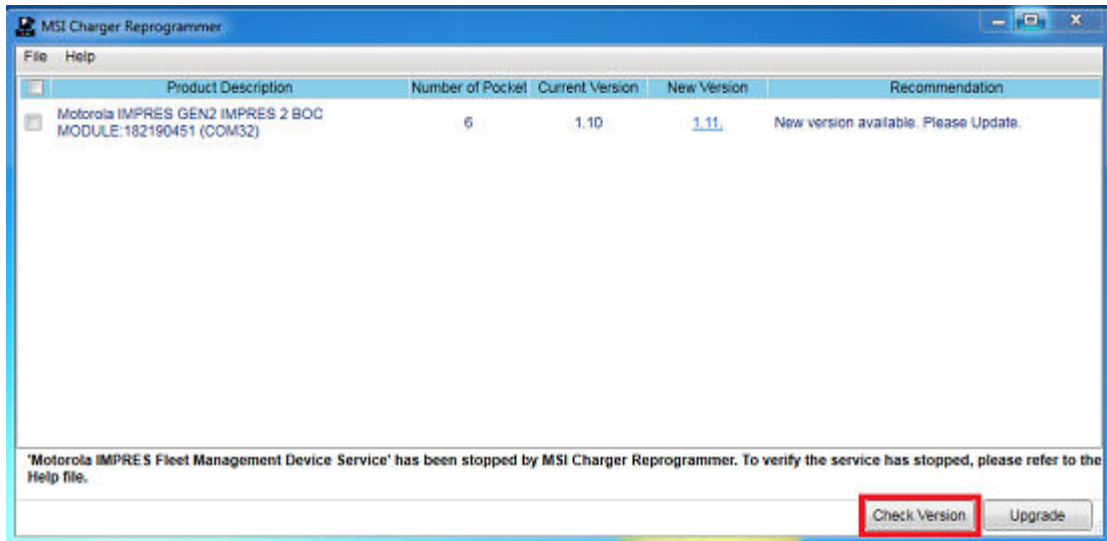 MSI Charger Reprogrammer
File Help
Product Description Number of Pocket Current Version New Version Recommendation
Motorola IMPRES GEN2 IMPRES 2 BOC
MODULE:182190451 (COM32) 6 1.10 1.11. New version available. Please Update.
'Motorola IMPRES Fleet Management Device Service' has been stopped by MSI Charger Reprogrammer. To verify the service has stopped, please refer to the
Help file.
Check Version Upgrade